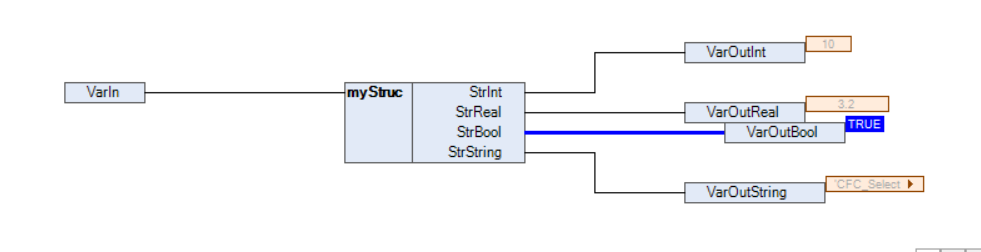 10
VarOutInt
VarIn
myStruc
StrInt
StrReal
StrBool
StrString
3.2
VarOutReal
TRUE
VarOutBool
'CFC_Select
VarOutString